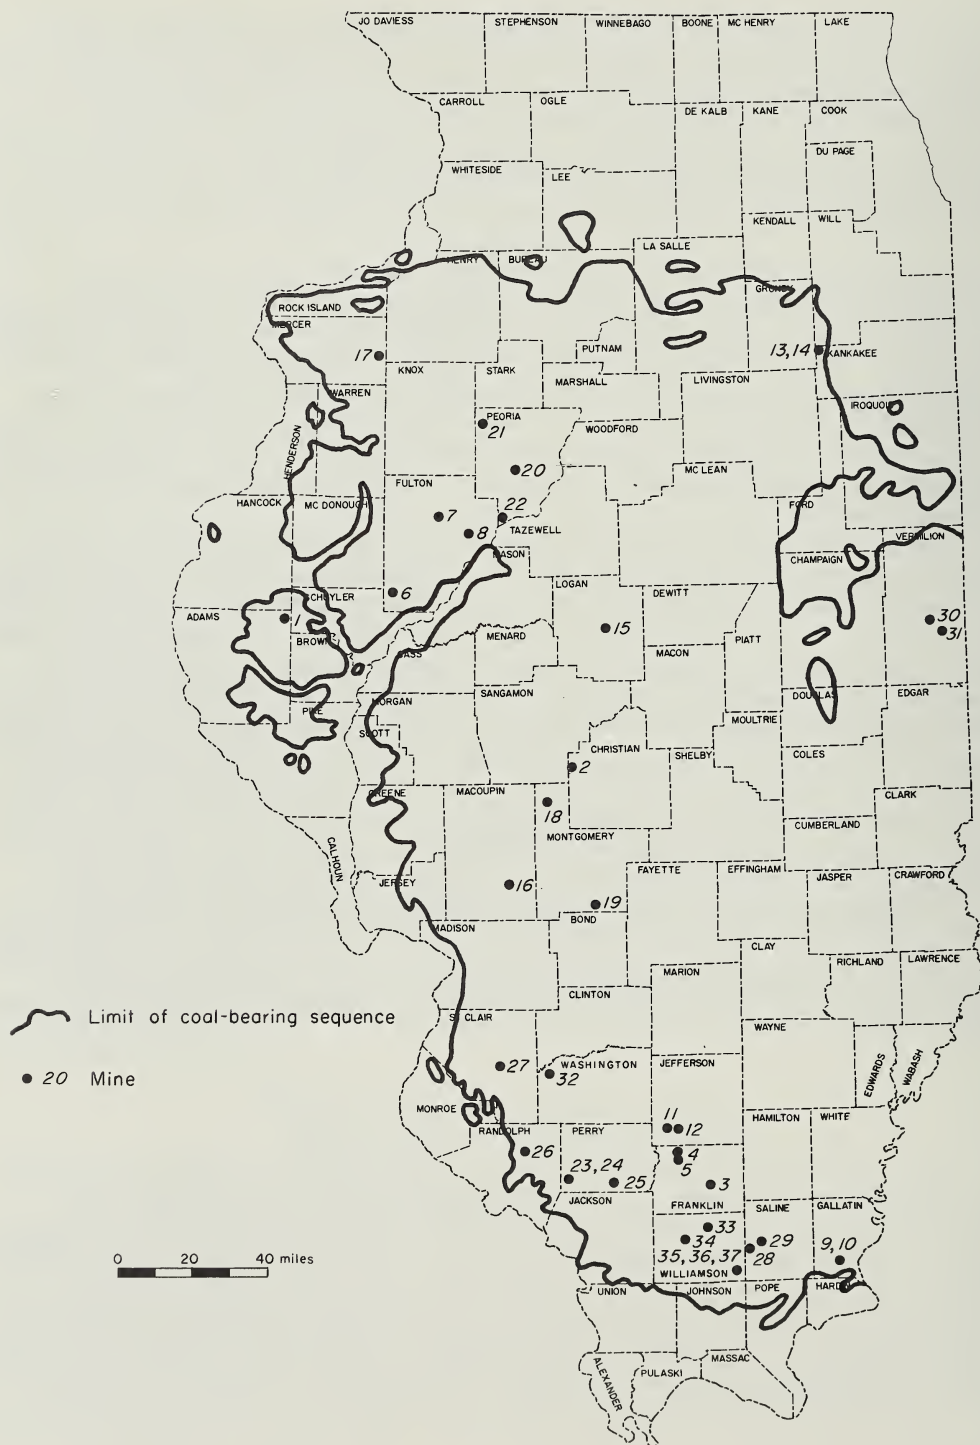 JO DAVIESS STEPHENSON WINNEBAGO BOONE MC HENRY LAKE
CARROLL OGLE DE KALB KANE COOK
DU PAGE
WHITESIDE LEE
KENDALL WILL
LA SALLE
HENRY BUREAU
GRUNDY
ROCK ISLAND
MERCER
17 PUTNAM 13, 14 KANKAKEE
KNOX STARK
MARSHALL LIVINGSTON
WARREN
IROQUOIS
PEORIA
21 WOODFORD
HENDERSON
20 MC LEAN
FULTON
HANCOCK MC DONOUGH FORD
7 22
8 TAZEWELL
VERMILION
MASON
CHAMPAIGN
LOGAN
6 DEWITT
SCHUYLER
ADAMS 1 30
15 31
BROWN MENARD PIATT
CASS MACON
SANGAMON
MORGAN DOUGLAS EDGAR
PIKE
MOULTRIE
SCOTT
CHRISTIAN SHELBY COLES
2
GREENE MACOUPIN CLARK
18
CUMBERLAND
MONTGOMERY
CALHOUN
FAYETTE EFFINGHAM
JASPER CRAWFORD
JERSEY 16
19
BOND
MADISON
CLAY
RICHLAND LAWRENCE
MARION
CLINTON
Limit of coal-bearing sequence
ST CLAIR
WAYNE
27 WASHINGTON JEFFERSON
EDWARDS WABASH
32
20 Mine
MONROE
11 HAMILTON WHITE
12
RANDOLPH PERRY
26 4
23, 24 5
25 3
JACKSON FRANKLIN SALINE GALLATIN
33
34 29 9, 10
35, 36, 37 28
0 20 40 miles
WILLIAMSON
UNION JOHNSON POPE HARDIN
MASSAC
PULASKI
ALEXANDER